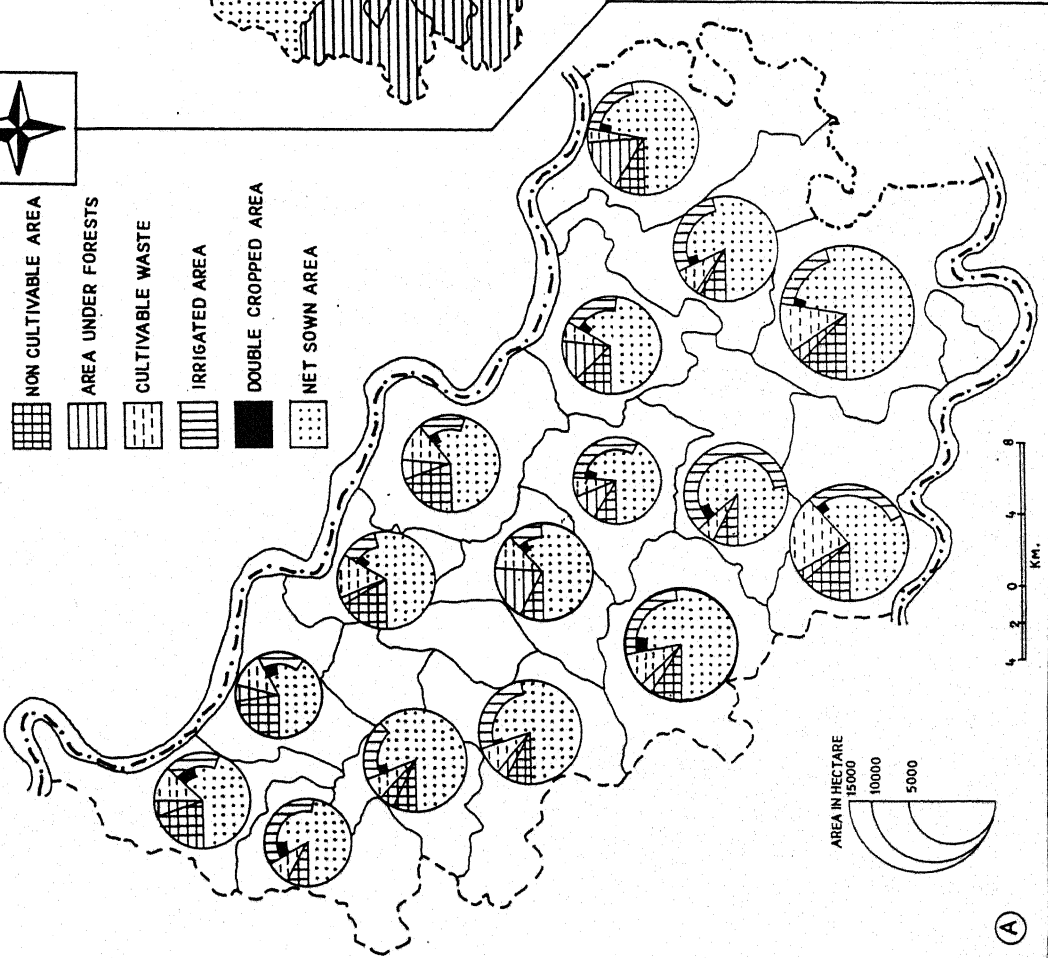 NON CULTIVABLE AREA
AREA UNDER FORESTS
CULTIVABLE WASTE
IRRIGATED AREA
DOUBLE CROPPED AREA
NET SOWN AREA
AREA IN HECTARE
15000
10000
5000
4 2 0 4 8
KM.
A